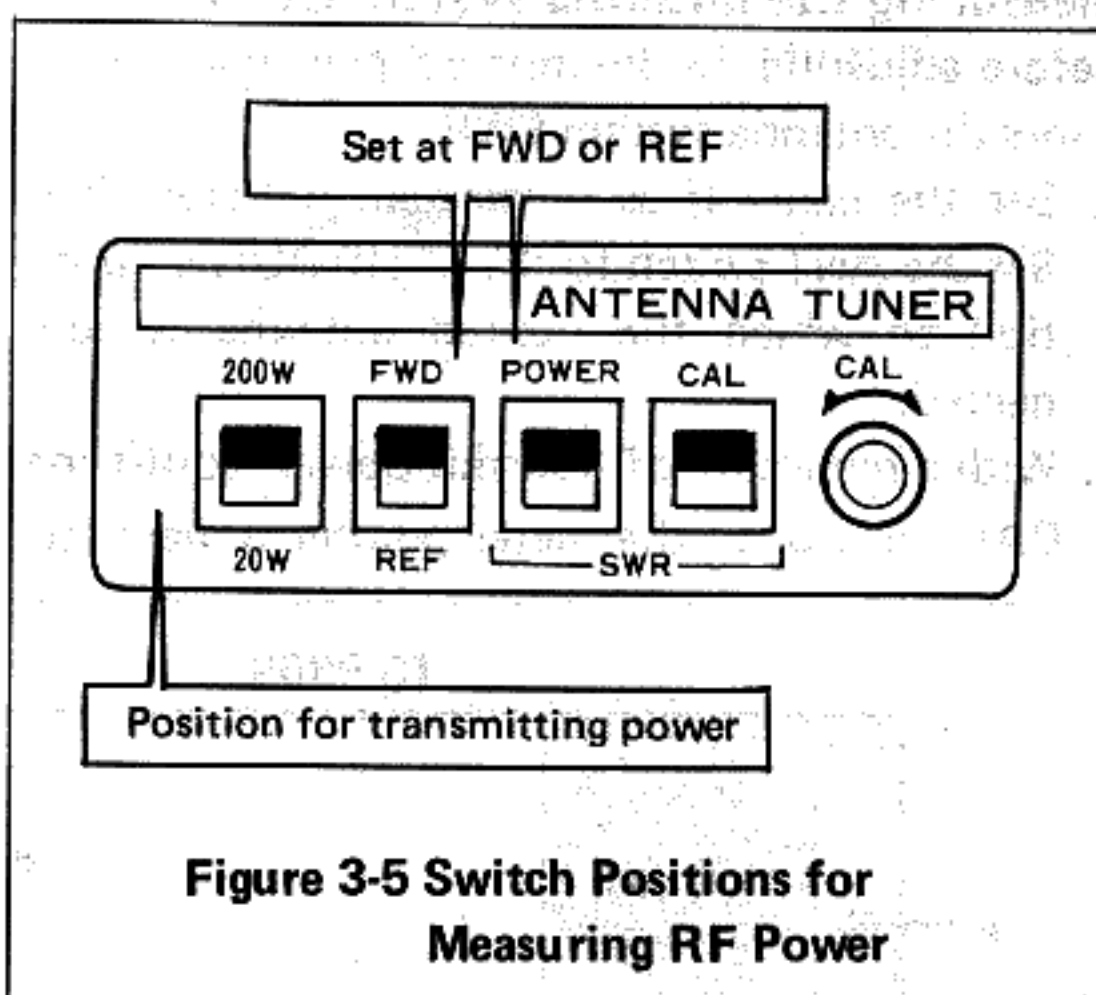 Set at FWD or REF
ANTENNA TUNER
200W FWD POWER CAL CAL
20W REF SWR
Position for transmitting power
Figure 3-5 Switch Positions for
Measuring RF Power